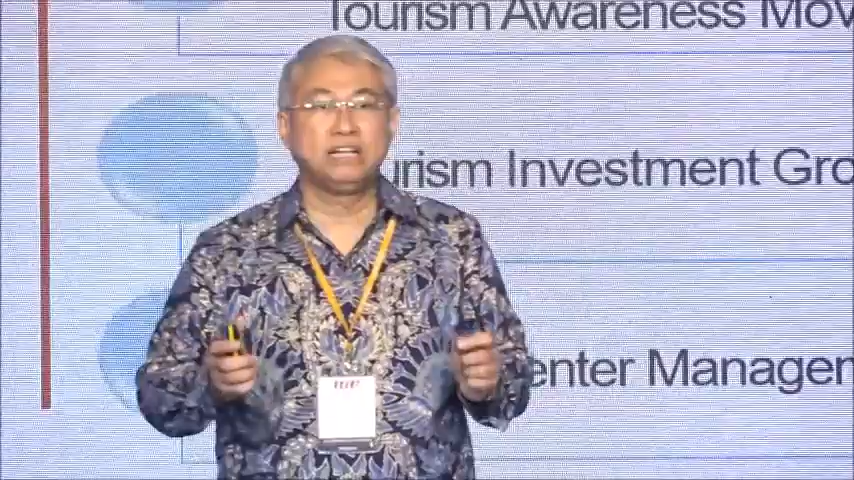 Tourism Awareness Mov
urism Investment Gro
enter Managem